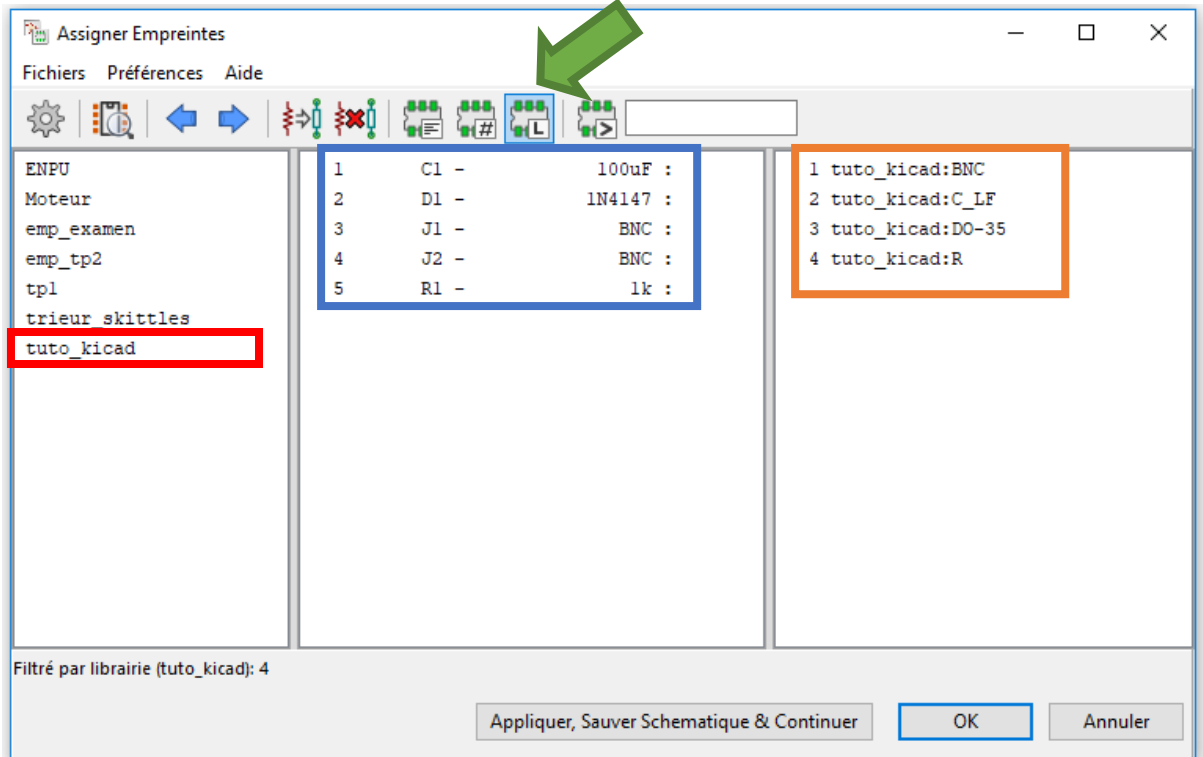 Assigner Empreintes
Fichiers Préférences Aide
ENPU
Moteur
emp_examen
emp_tp2
tp1
trieur_skittles
tuto_kicad
1 C1 - 100uF :
2 D1 - 1N4147 :
3 J1 - BNC :
4 J2 - BNC :
5 R1 - 1k :
1 tuto_kicad:BNC
2 tuto_kicad:C_LF
3 tuto_kicad:DO-35
4 tuto_kicad:R
Filtré par librairie (tuto_kicad): 4
Appliquer, Sauver Schematique & Continuer OK Annuler